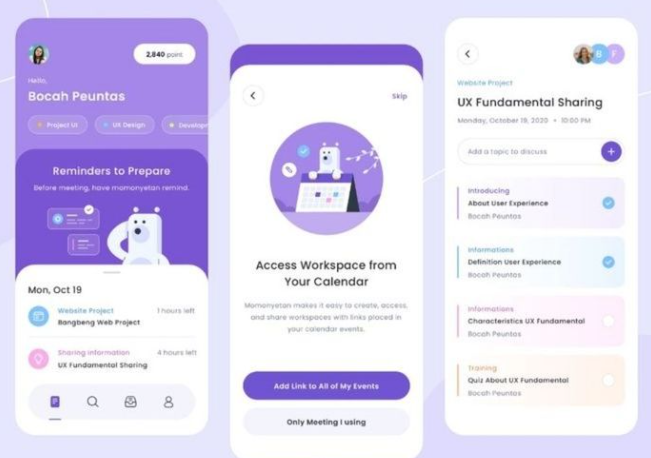 2,840 point
Hello,
Bocah Peuntas
Project UI
UX Design
Developm
Reminders to Prepare
Before meeting, have mamonyetan remind.
Mon, Oct 19
Website Project
1 hours left
Bangbeng Web Project
Sharing Information
4 hours left
UX Fundamental Sharing
Skip
Access Workspace from
Your Calendar
Mamonyetan makes it easy to create, access,
and share workspaces with links placed in
your calendar events.
Add Link to All of My Events
Only Meeting I using
B
F
Website Project
UX Fundamental Sharing
Monday, October 19, 2020 • 10:00 PM
Add a topic to discuss
Introducing
About User Experience
Bocah Peuntas
Informations
Definition User Experience
Bocah Peuntas
Informations
Characteristics UX Fundamental
Bocah Peuntas
Training
Quiz About UX Fundamental
Bocah Peuntas